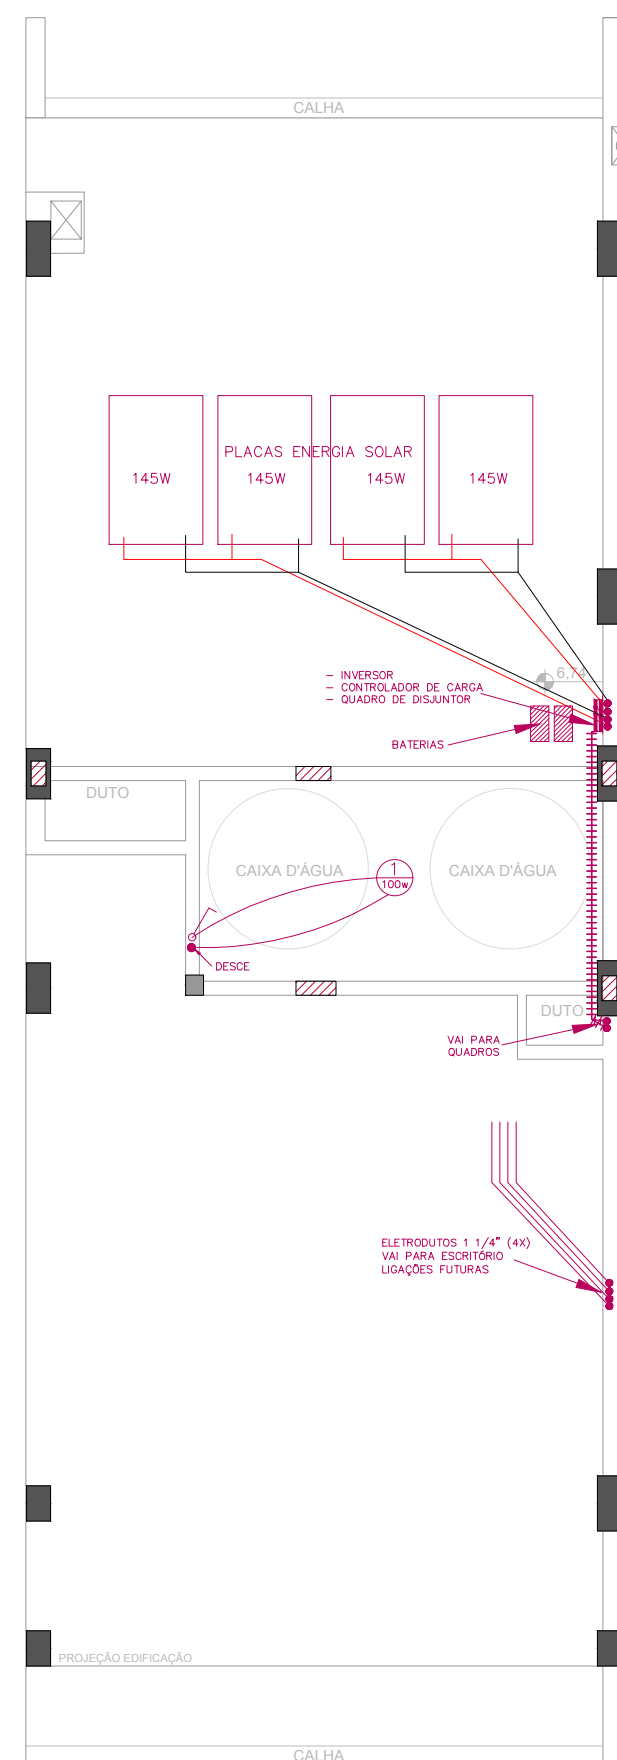 CALHA
PLACAS ENERGIA SOLAR
145W
145W
145W
145W
6,74
- INVERSOR
- CONTROLADOR DE CARGA
- QUADRO DE DISJUNTOR
BATERIAS
DUTO
CAIXA D'ÁGUA
1
100w
CAIXA D'ÁGUA
DESCE
DUTO
VAI PARA
QUADROS
ELETRODUTOS 1 1/4" (4X)
VAI PARA ESCRITÓRIO
LIGAÇÕES FUTURAS
PROJEÇÃO EDIFICAÇÃO
CALHA